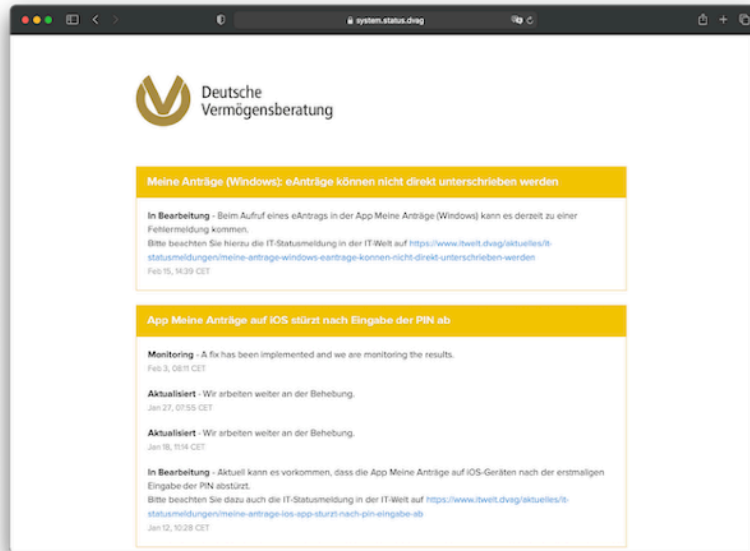 system.status.dvag
Deutsche
Vermögensberatung
Meine Anträge (Windows): eAnträge können nicht direkt unterschrieben werden
In Bearbeitung - Beim Aufruf eines eAntrags in der App Meine Anträge (Windows) kann es derzeit zu einer
Fehlermeldung kommen.
Bitte beachten Sie hierzu die IT-Statusmeldung in der IT-Welt auf https://www.itwelt.dvag/aktuelles/it-
statusmeldungen/meine-antrage-windows-eantrage-konnen-nicht-direkt-unterschrieben-werden
Feb 15, 14:39 CET
App Meine Anträge auf iOS stürzt nach Eingabe der PIN ab
Monitoring - A fix has been implemented and we are monitoring the results.
Feb 3, 08:11 CET
Aktualisiert - Wir arbeiten weiter an der Behebung.
Jan 27, 07:55 CET
Aktualisiert - Wir arbeiten weiter an der Behebung.
Jan 18, 11:14 CET
In Bearbeitung - Aktuell kann es vorkommen, dass die App Meine Anträge auf iOS-Geräten nach der erstmaligen
Eingabe der PIN abstürzt.
Bitte beachten Sie dazu auch die IT-Statusmeldung in der IT-Welt auf https://www.itwelt.dvag/aktuelles/it-
statusmeldungen/meine-antrage-ios-app-sturzt-nach-pin-eingabe-ab
Jan 12, 10:28 CET